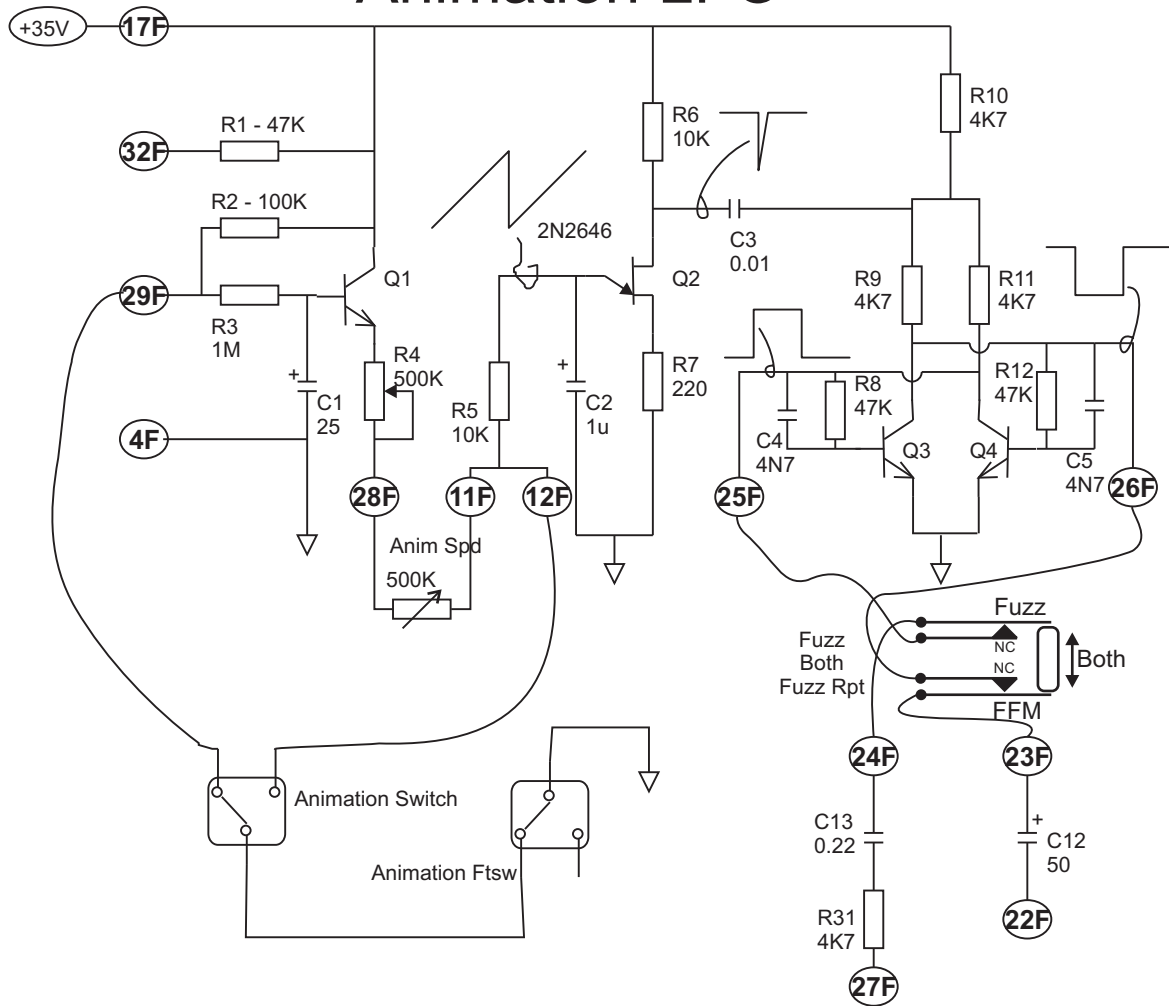 Animation LFO
+35V
17F
R10
4K7
R6
10K
R1 - 47K
32F
R2 - 100K
2N2646
C3
0.01
Q1
Q2
R9
4K7
R11
4K7
29F
R3
1M
R4
500K
R7
220
C1
25
R5
10K
C2
1u
R8
47K
R12
47K
4F
C4
4N7
Q3
Q4
C5
4N7
28F
11F
12F
25F
26F
Anim Spd
500K
Fuzz
NC
Fuzz
Both
Fuzz Rpt
NC
Both
FFM
24F
23F
Animation Switch
C13
0.22
C12
50
Animation Ftsw
R31
4K7
22F
27F
+
+
+